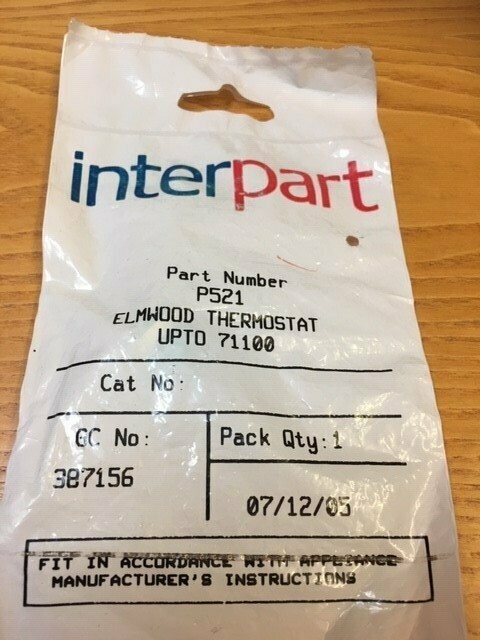 interpart
Part Number
P521
ELMWOOD THERMOSTAT
UPTO 71100
Cat No:
GC No:
387156
Pack Qty:1
07/12/05
FIT IN ACCORDANCE WITH APPLIANCE
MANUFACTURER'S INSTRUCTIONS